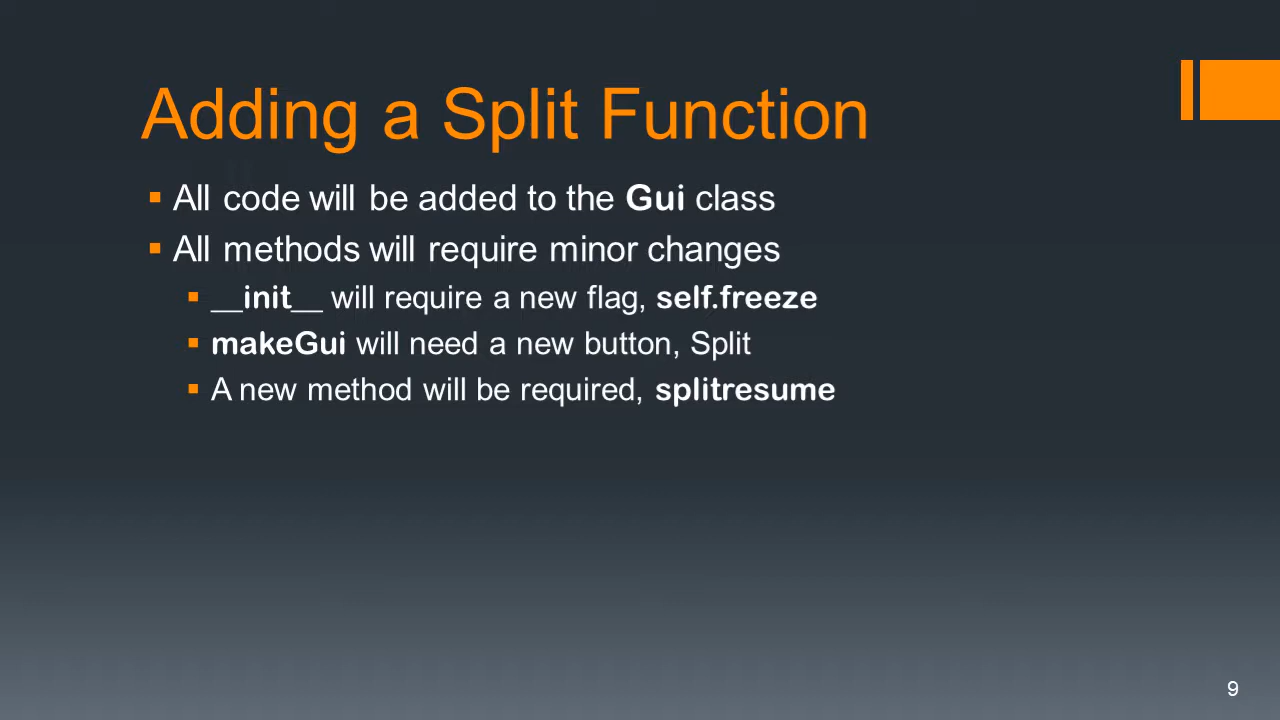 Adding a Split Function
All code will be added to the Gui class
All methods will require minor changes
__init__ will require a new flag, self.freeze
makeGui will need a new button, Split
A new method will be required, splitresume
9